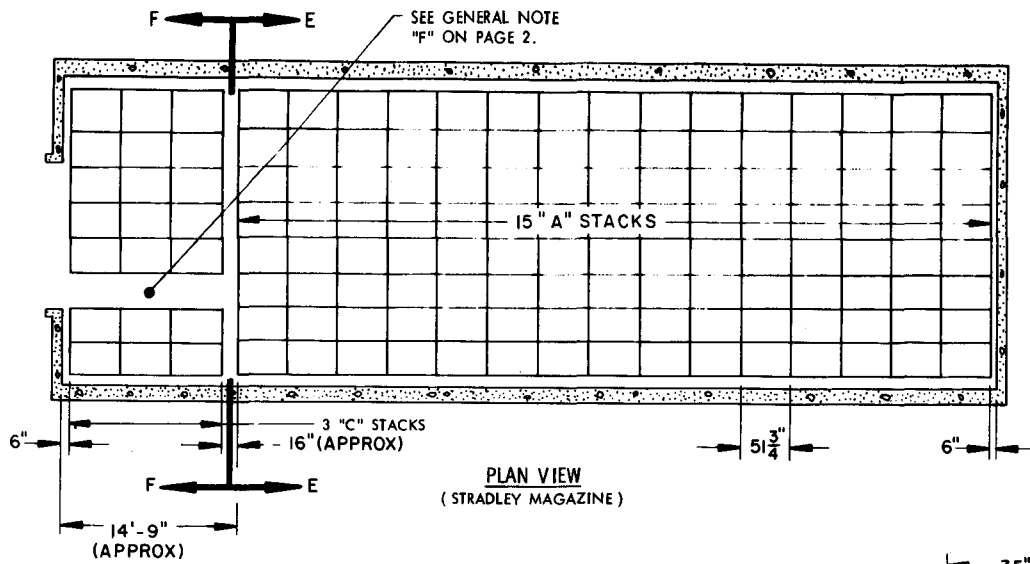 F E
SEE GENERAL NOTE
"F" ON PAGE 2.
15 "A" STACKS
3 "C" STACKS
6"
16" (APPROX)
51 3/4"
6"
PLAN VIEW
(STRADLEY MAGAZINE)
F E
14'-9"
(APPROX)
35"